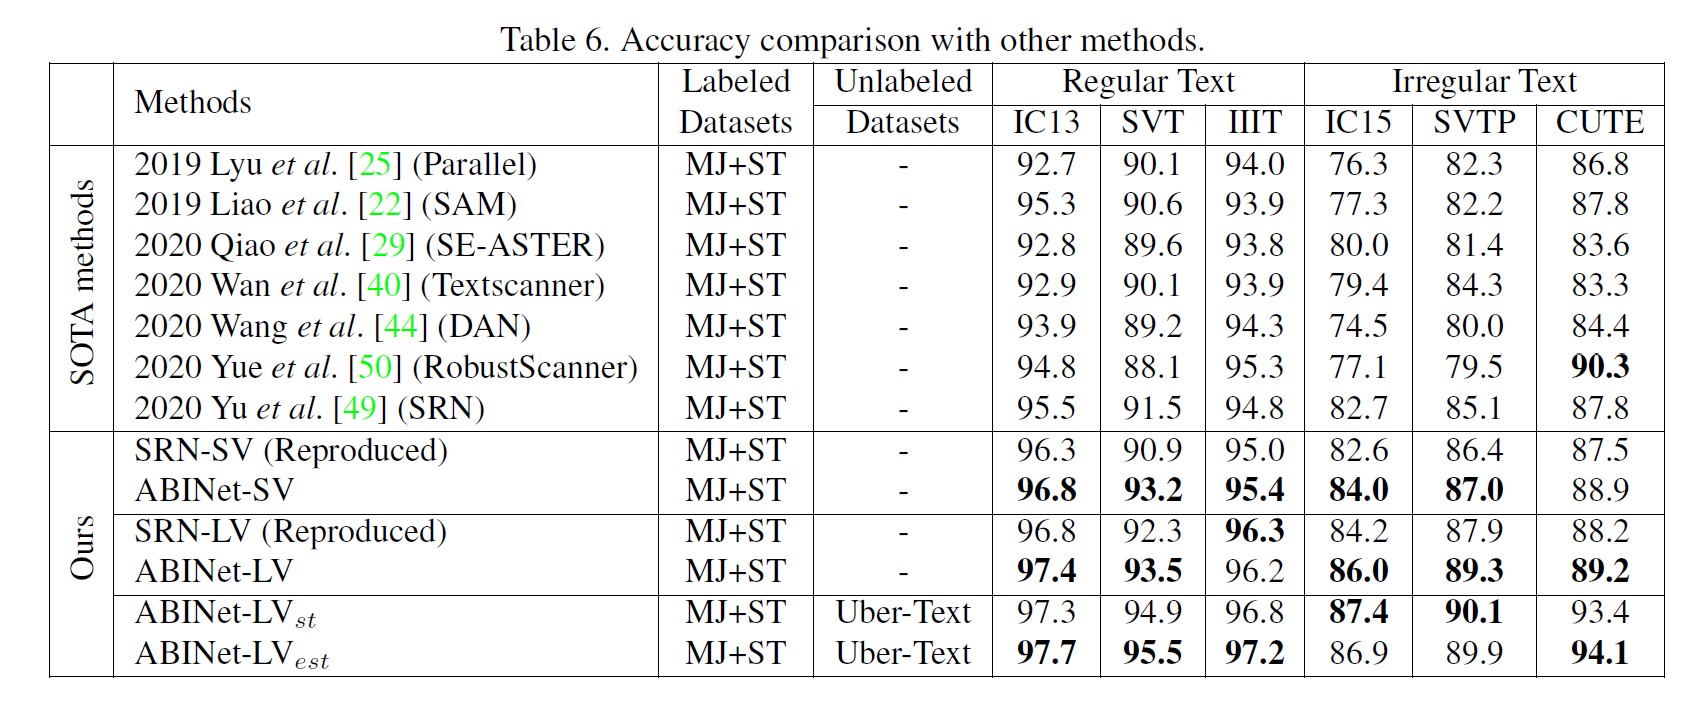 Table 6. Accuracy comparison with other methods.
Methods Labeled Datasets Unlabeled Datasets Regular Text Irregular Text
IC13 SVT IIIT IC15 SVTP CUTE
SOTA methods
2019 Lyu et al. [25] (Parallel) MJ+ST - 92.7 90.1 94.0 76.3 82.3 86.8
2019 Liao et al. [22] (SAM) MJ+ST - 95.3 90.6 93.9 77.3 82.2 87.8
2020 Qiao et al. [29] (SE-ASTER) MJ+ST - 92.8 89.6 93.8 80.0 81.4 83.6
2020 Wan et al. [40] (Textscanner) MJ+ST - 92.9 90.1 93.9 79.4 84.3 83.3
2020 Wang et al. [44] (DAN) MJ+ST - 93.9 89.2 94.3 74.5 80.0 84.4
2020 Yue et al. [50] (RobustScanner) MJ+ST - 94.8 88.1 95.3 77.1 79.5 90.3
2020 Yu et al. [49] (SRN) MJ+ST - 95.5 91.5 94.8 82.7 85.1 87.8
Ours
SRN-SV (Reproduced) MJ+ST - 96.3 90.9 95.0 82.6 86.4 87.5
ABINet-SV MJ+ST - 96.8 93.2 95.4 84.0 87.0 88.9
SRN-LV (Reproduced) MJ+ST - 96.8 92.3 96.3 84.2 87.9 88.2
ABINet-LV MJ+ST - 97.4 93.5 96.2 86.0 89.3 89.2
ABINet-LVst MJ+ST Uber-Text 97.3 94.9 96.8 87.4 90.1 93.4
ABINet-LVest MJ+ST Uber-Text 97.7 95.5 97.2 86.9 89.9 94.1